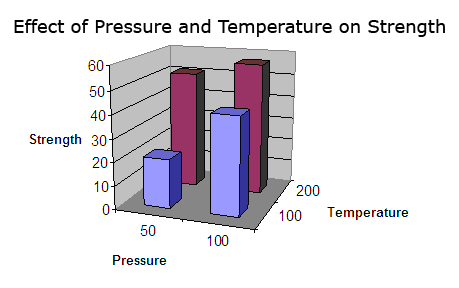 Effect of Pressure and Temperature on Strength
60
50
40
Strength 30
20
10
0
50
100
100
200
Temperature
Pressure